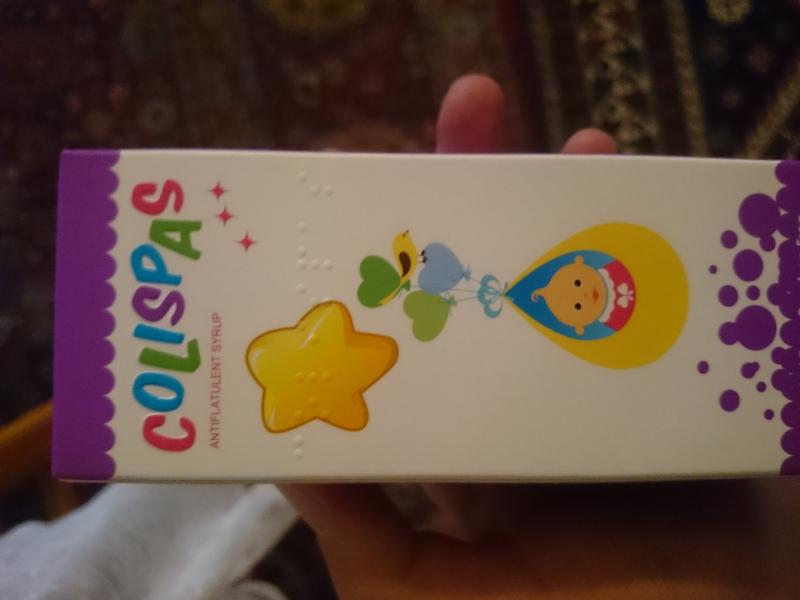 COLISPAS
ANTIFLATULENT SYRUP